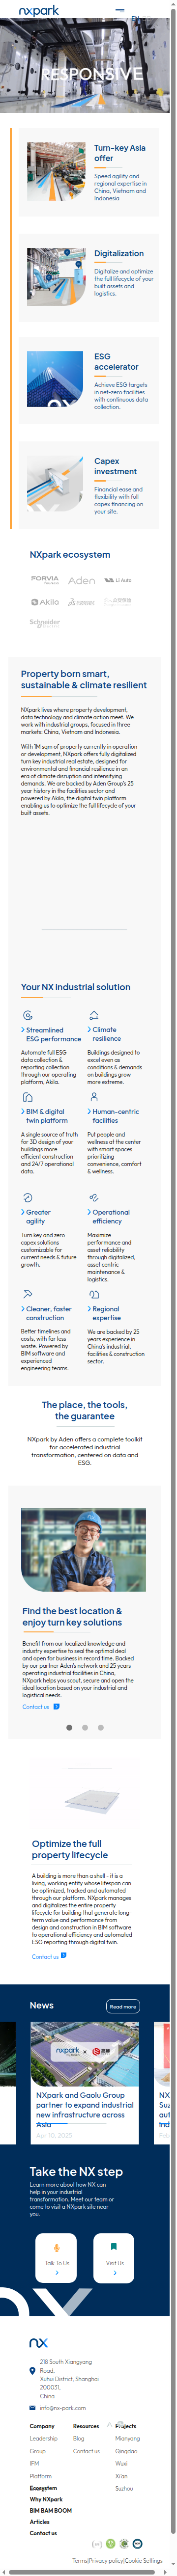 nxpark
EN
RESPONSIVE
Turn-key Asia
offer
Speed agility and
regional expertise in
China, Vietnam and
Indonesia
Digitalization
Digitalize and optimize
the full lifecycle of your
built assets and
logistics.
ESG
accelerator
Achieve ESG targets
in net-zero facilities
with continuous data
collection.
Capex
investment
Financial ease and
flexibility with full
capex financing on
your site.
NXpark ecosystem
FORVIA
Aden
Li Auto
Akila
Schneider
Property born smart,
sustainable & climate resilient
NXpark lives where property development,
data technology and climate action meet. We
work with industrial groups, focused in three
markets: China, Vietnam and Indonesia.
With 1M sqm of property currently in operation
or development, NXpark offers fully digitalized
turn key industrial real estate, designed for
environmental and financial resilience in an
era of climate disruption and intensifying
demands. We are backed by Aden Group's 25
year history in the facilities sector and
powered by Akila, the digital twin platform
enabling us to optimize the full lifecycle of our
built assets.
Your NX industrial solution
Streamlined
ESG performance
Automate full ESG
data collection &
reporting collection
through our operating
platform, Akila.
Climate
resilience
Buildings designed to
excel even as
conditions & demands
on buildings grow
more extreme.
BIM & digital
twin platform
A single source of truth
for 3D design of your
buildings more
efficient construction
and 24/7 operational
data.
Human-centric
facilities
Put people and
wellness at the center
with smart spaces
prioritizing
convenience, comfort
& wellness.
Greater
agility
Turn key and zero
capex solutions
customizable for
current needs & future
growth.
Operational
efficiency
Maximize
performance and
asset reliability
through digitalized,
asset centric
maintenance &
logistics.
Cleaner, faster
construction
Better timelines and
costs, with far less
waste. Powered by
BIM software and
experienced
engineering teams.
Regional
expertise
We are backed by 25
years experience in
China's industrial,
facilities & construction
sector.
The place, the tools,
the guarantee
NXpark by Aden offers a complete toolkit
for accelerated industrial
transformation, centered on data and
ESG.
Find the best location &
enjoy turn key solutions
Benefit from our localized knowledge and
industry expertise to seal the optimal deal
and open for business in record time. Backed
by our partner Aden's network and 25 years
operating industrial facilities in China,
NXpark helps you scout, secure and open the
ideal location based on your industrial and
logistical needs.
Contact us
Optimize the full
property lifecycle
A building is more than a shell – it is a
living, working entity whose lifespan can
be optimized, tracked and automated
through our platform. NXpark manages
and digitalizes the entire property
lifecycle for building that generate long-
term value and performance from
design and construction in BIM software
to operational efficiency and automated
ESG reporting through digital twin.
Contact us
News
Read more
nxpark ×
NXpark and Gaolu Group
partner to expand industrial
new infrastructure across
Asia
Apr 10, 2025
Take the NX step
Learn more about how NX can
help in your industrial
transformation. Meet our team or
come to visit a NXpark site near
you.
Talk To Us
Visit Us
nx
218 South Xiangyang
Road,
Xuhui District, Shanghai
200031,
China
info@nx-park.com
Company
Resources
Projects
Leadership
Blog
Mianyang
Group
Contact us
Qingdao
IFM
Wuxi
Platform
Xi'an
Ecosystem
Suzhou
Why NXpark
BIM BAM BOOM
Articles
Contact us
Terms|Privacy policy|Cookie Settings